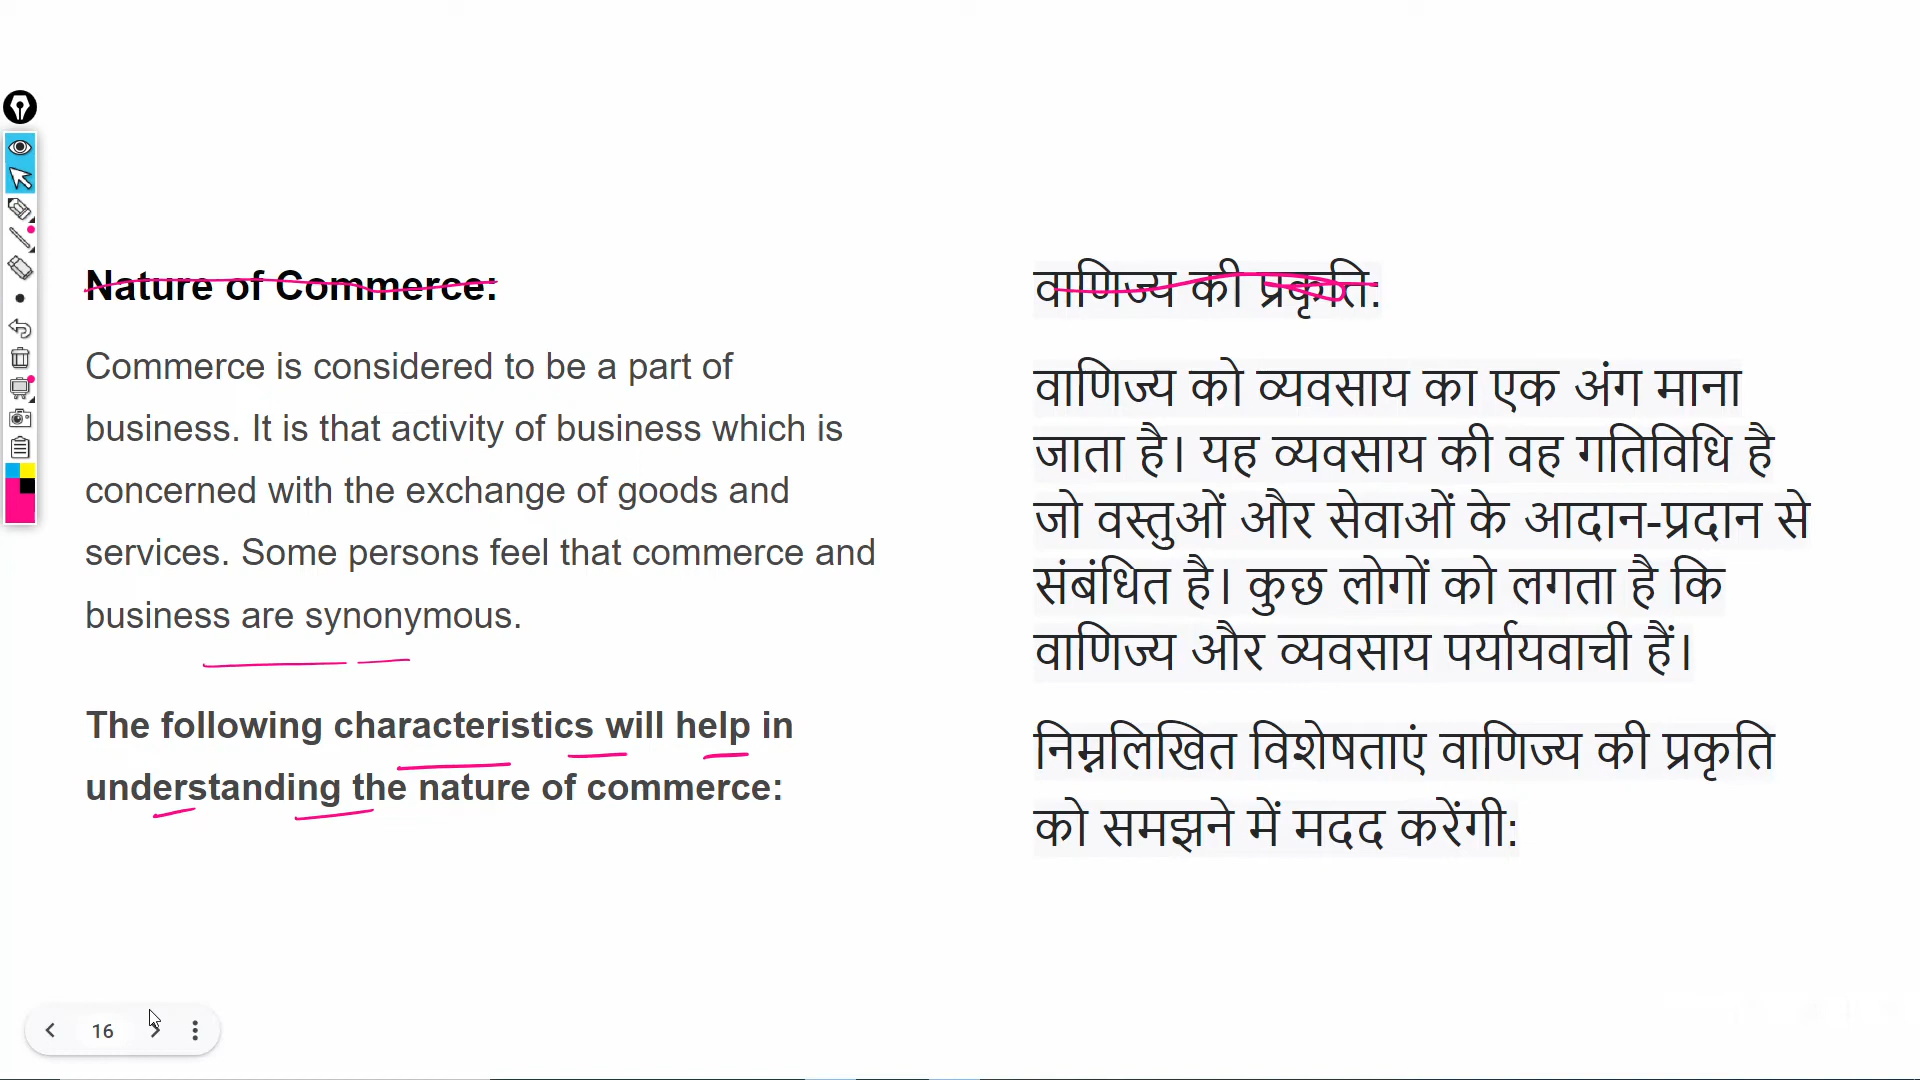 Nature of Commerce:
Commerce is considered to be a part of
business. It is that activity of business which is
concerned with the exchange of goods and
services. Some persons feel that commerce and
business are synonymous.
The following characteristics will help in
understanding the nature of commerce:
वाणिज्य की प्रकृति:
वाणिज्य को व्यवसाय का एक अंग माना
जाता है। यह व्यवसाय की वह गतिविधि है
जो वस्तुओं और सेवाओं के आदान-प्रदान से
संबंधित है। कुछ लोगों को लगता है कि
वाणिज्य और व्यवसाय पर्यायवाची हैं।
निम्नलिखित विशेषताएं वाणिज्य की प्रकृति
को समझने में मदद करेंगी:
16